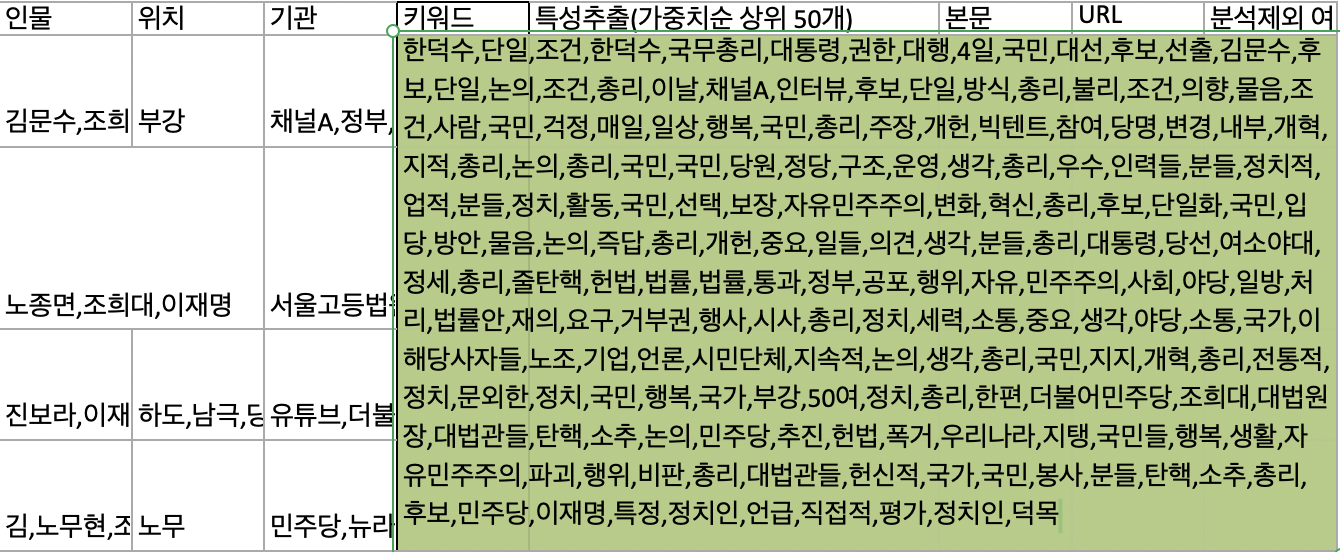 인물 위치 기관 키워드 특성추출(가중치순 상위 50개) 본문 URL 분석제외 여
한덕수,단일,조건,한덕수,국무총리,대통령,권한,대행,4일,국민,대선,후보,선출,김문수,후
보,단일,논의,조건,총리,이날,채널A,인터뷰,후보,단일,방식,총리,불리,조건,의향,물음,조
김문수,조희 부강 채널A,정부,
건,사람,국민,걱정,매일,일상,행복,국민,총리,주장,개헌,빅텐트,참여,당명,변경,내부,개혁,
지적,총리,논의,총리,국민,국민,당원,정당,구조,운영,생각,총리,우수,인력들,분들,정치적,
업적,분들,정치,활동,국민,선택,보장,자유민주주의,변화,혁신,총리,후보,단일화,국민,입
당,방안,물음,논의,즉답,총리,개헌,중요,일들,의견,생각,분들,총리,대통령,당선,여소야대,
정세,총리,줄탄핵,헌법,법률,법률,통과,정부,공포,행위,자유,민주주의,사회,야당,일방,처
노종면,조희대,이재명 서울고등법원
리,법률안,재의,요구,거부권,행사,시사,총리,정치,세력,소통,중요,생각,야당,소통,국가,이
해당사자들,노조,기업,언론,시민단체,지속적,논의,생각,총리,국민,지지,개혁,총리,전통적,
정치,문외한,정치,국민,행복,국가,부강,50여,정치,총리,한편,더불어민주당,조희대,대법원
진보라,이재 하도,남극,당 유튜브,더불
장,대법관들,탄핵,소추,논의,민주당,추진,헌법,폭거,우리나라,지탱,국민들,행복,생활,자
유민주주의,파괴,행위,비판,총리,대법관들,헌신적,국가,국민,봉사,분들,탄핵,소추,총리,
후보,민주당,이재명,특정,정치인,언급,직접적,평가,정치인,덕목
김,노무현,조 노무 민주당,뉴라